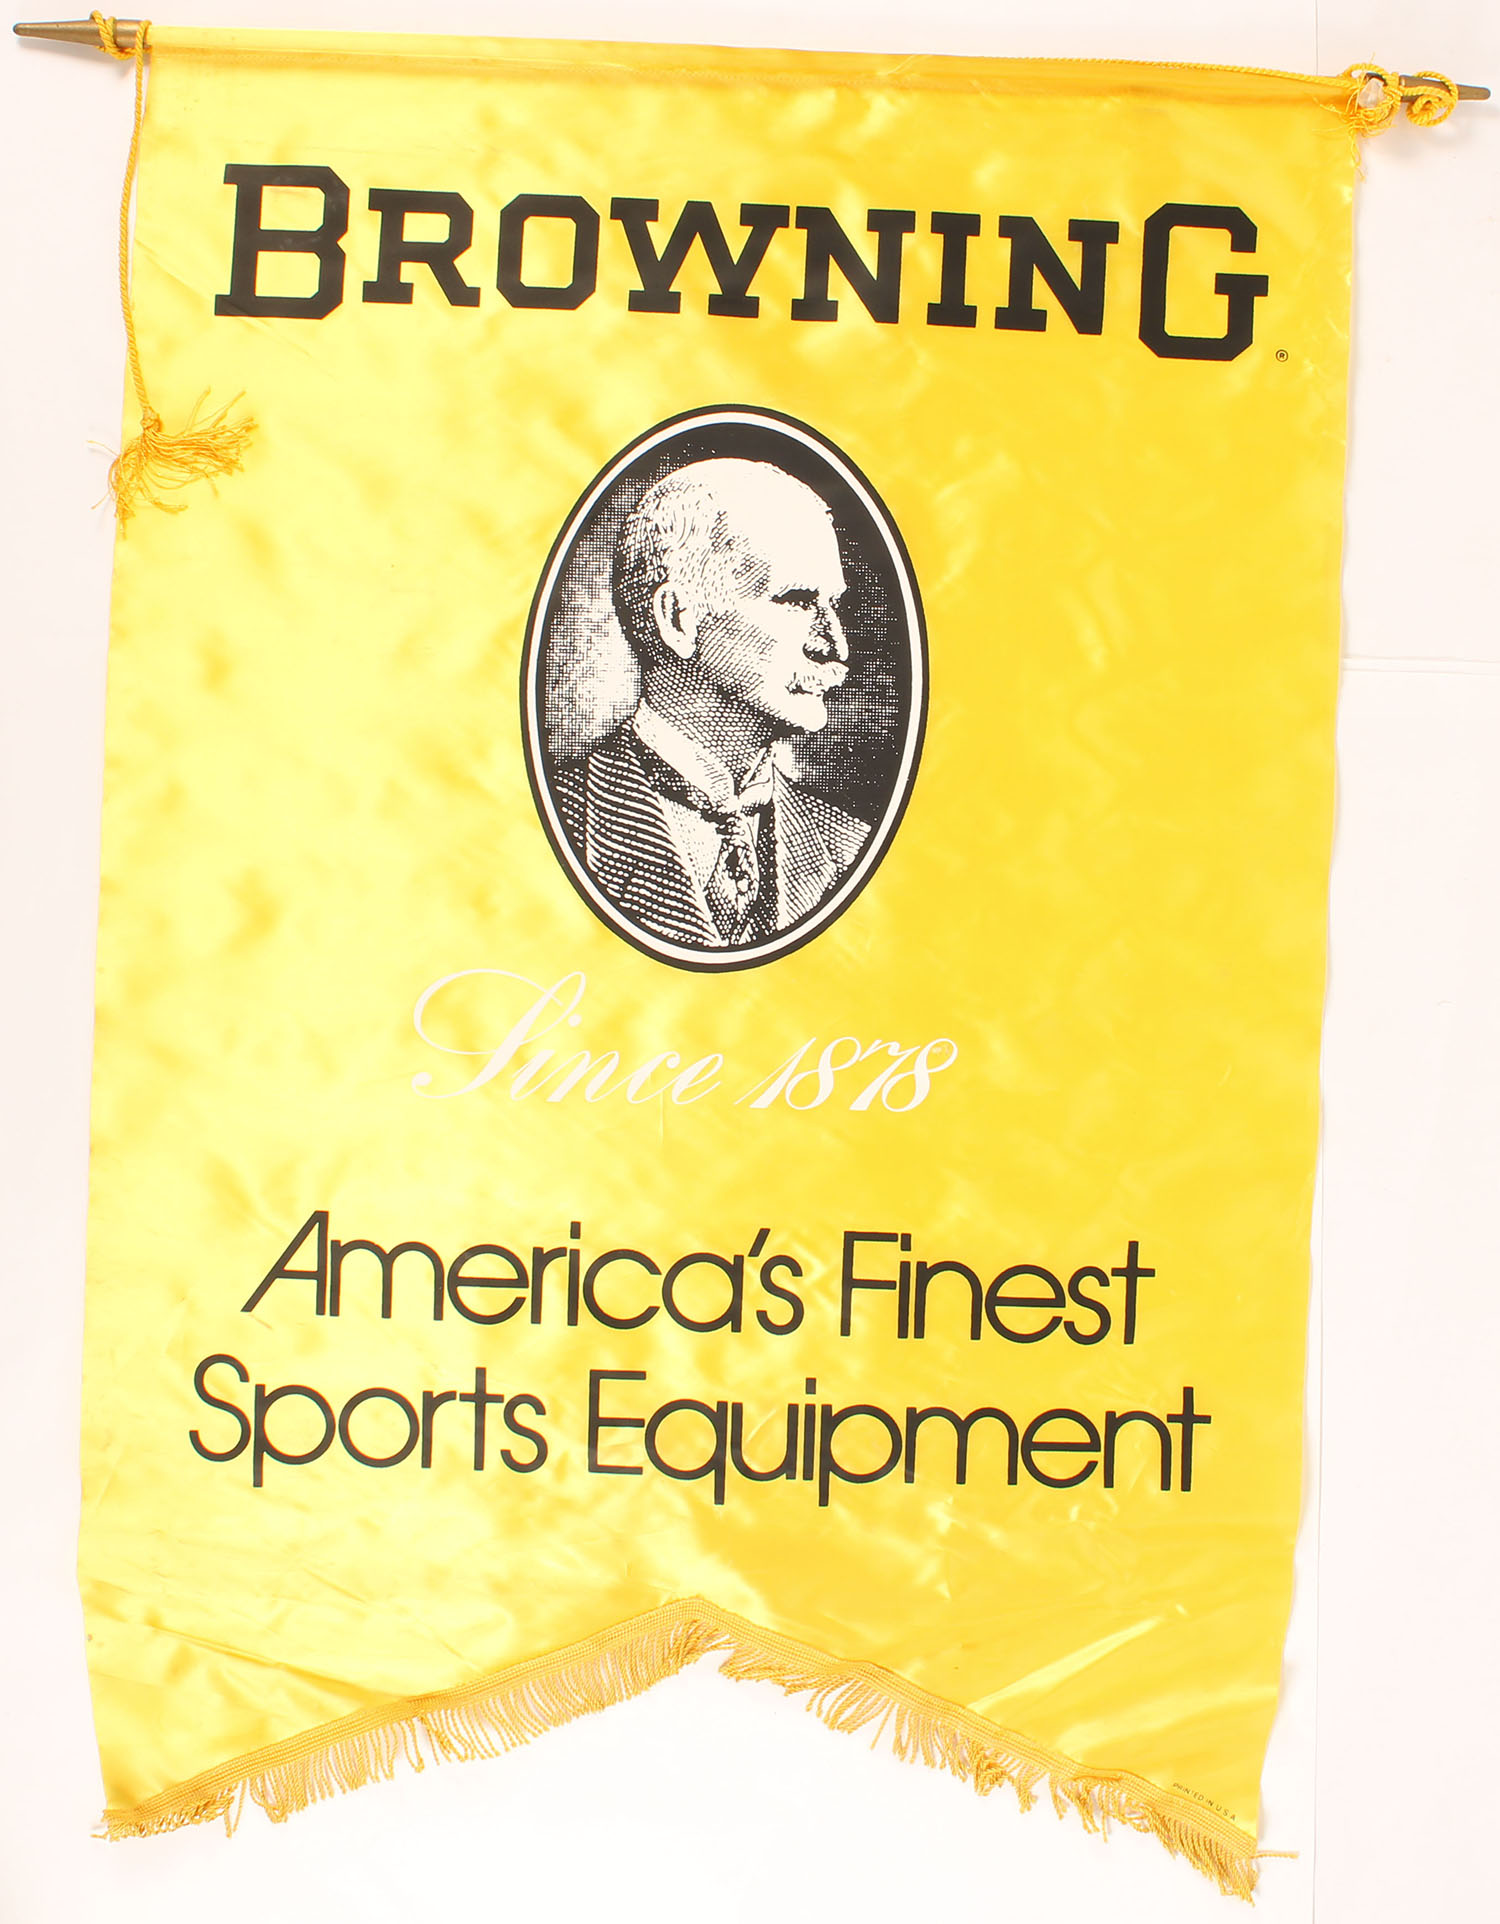 BROWNING®
Since 1878
America's Finest
Sports Equipment
PRINTED IN U.S.A.